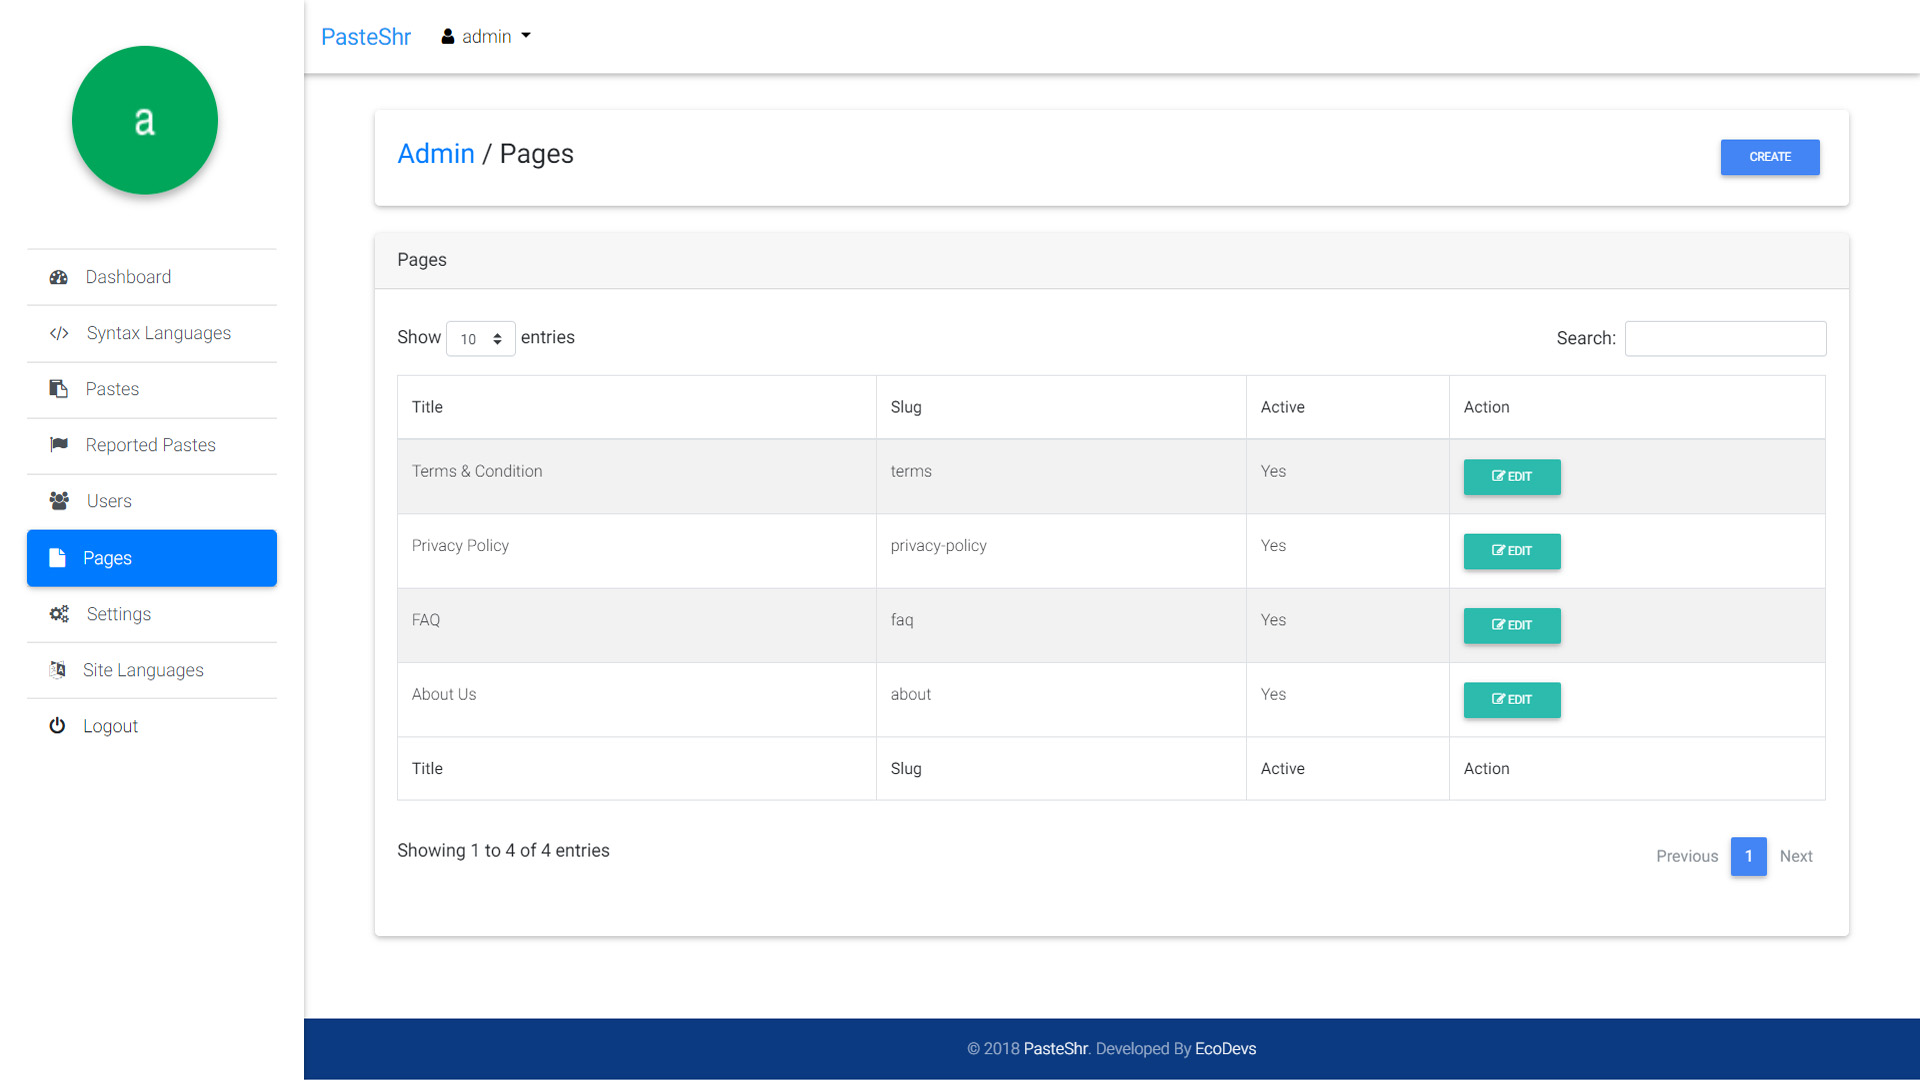 a
Dashboard
Syntax Languages
Pastes
Reported Pastes
Users
Pages
Settings
Site Languages
Logout
PasteShr admin
Admin / Pages
CREATE
Pages
Show 10 entries Search:
Title Slug Active Action
Terms & Condition terms Yes EDIT
Privacy Policy privacy-policy Yes EDIT
FAQ faq Yes EDIT
About Us about Yes EDIT
Title Slug Active Action
Showing 1 to 4 of 4 entries Previous 1 Next
© 2018 PasteShr. Developed By EcoDevs